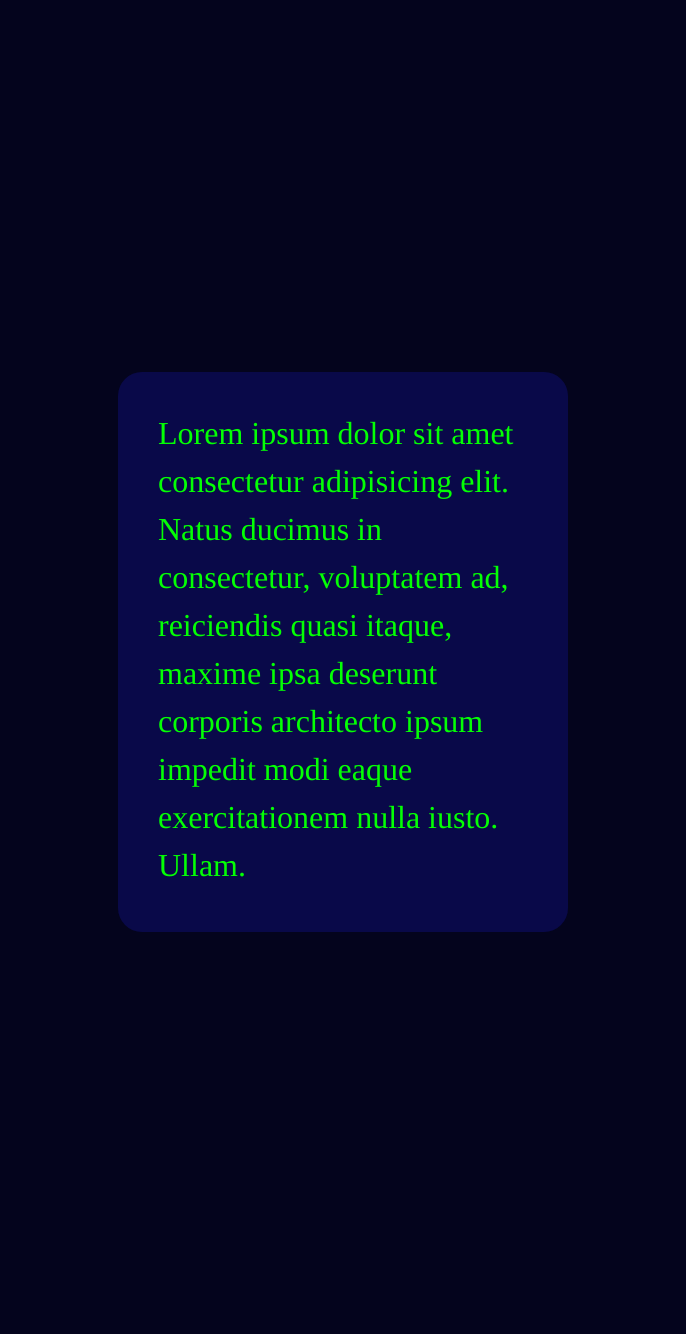 Lorem ipsum dolor sit amet
consectetur adipisicing elit.
Natus ducimus in
consectetur, voluptatem ad,
reiciendis quasi itaque,
maxime ipsa deserunt
corporis architecto ipsum
impedit modi eaque
exercitationem nulla iusto.
Ullam.